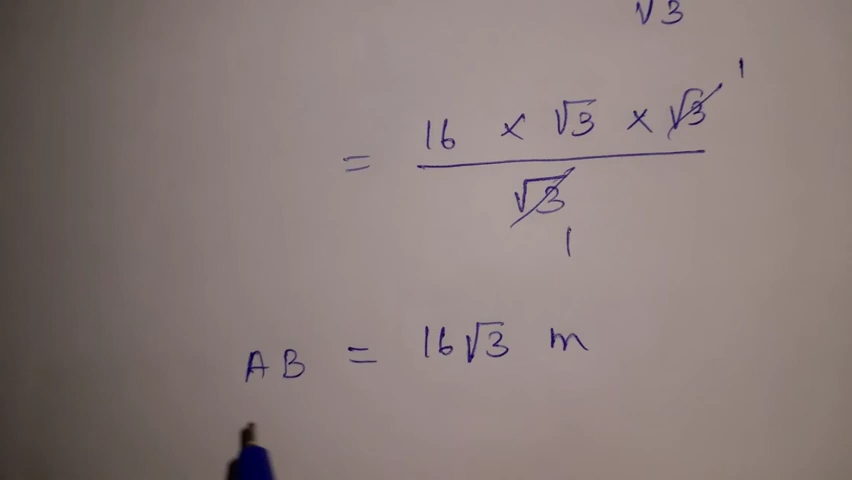 √3
= 16 × √3 × √3 1
√3
1
AB = 16√3 m